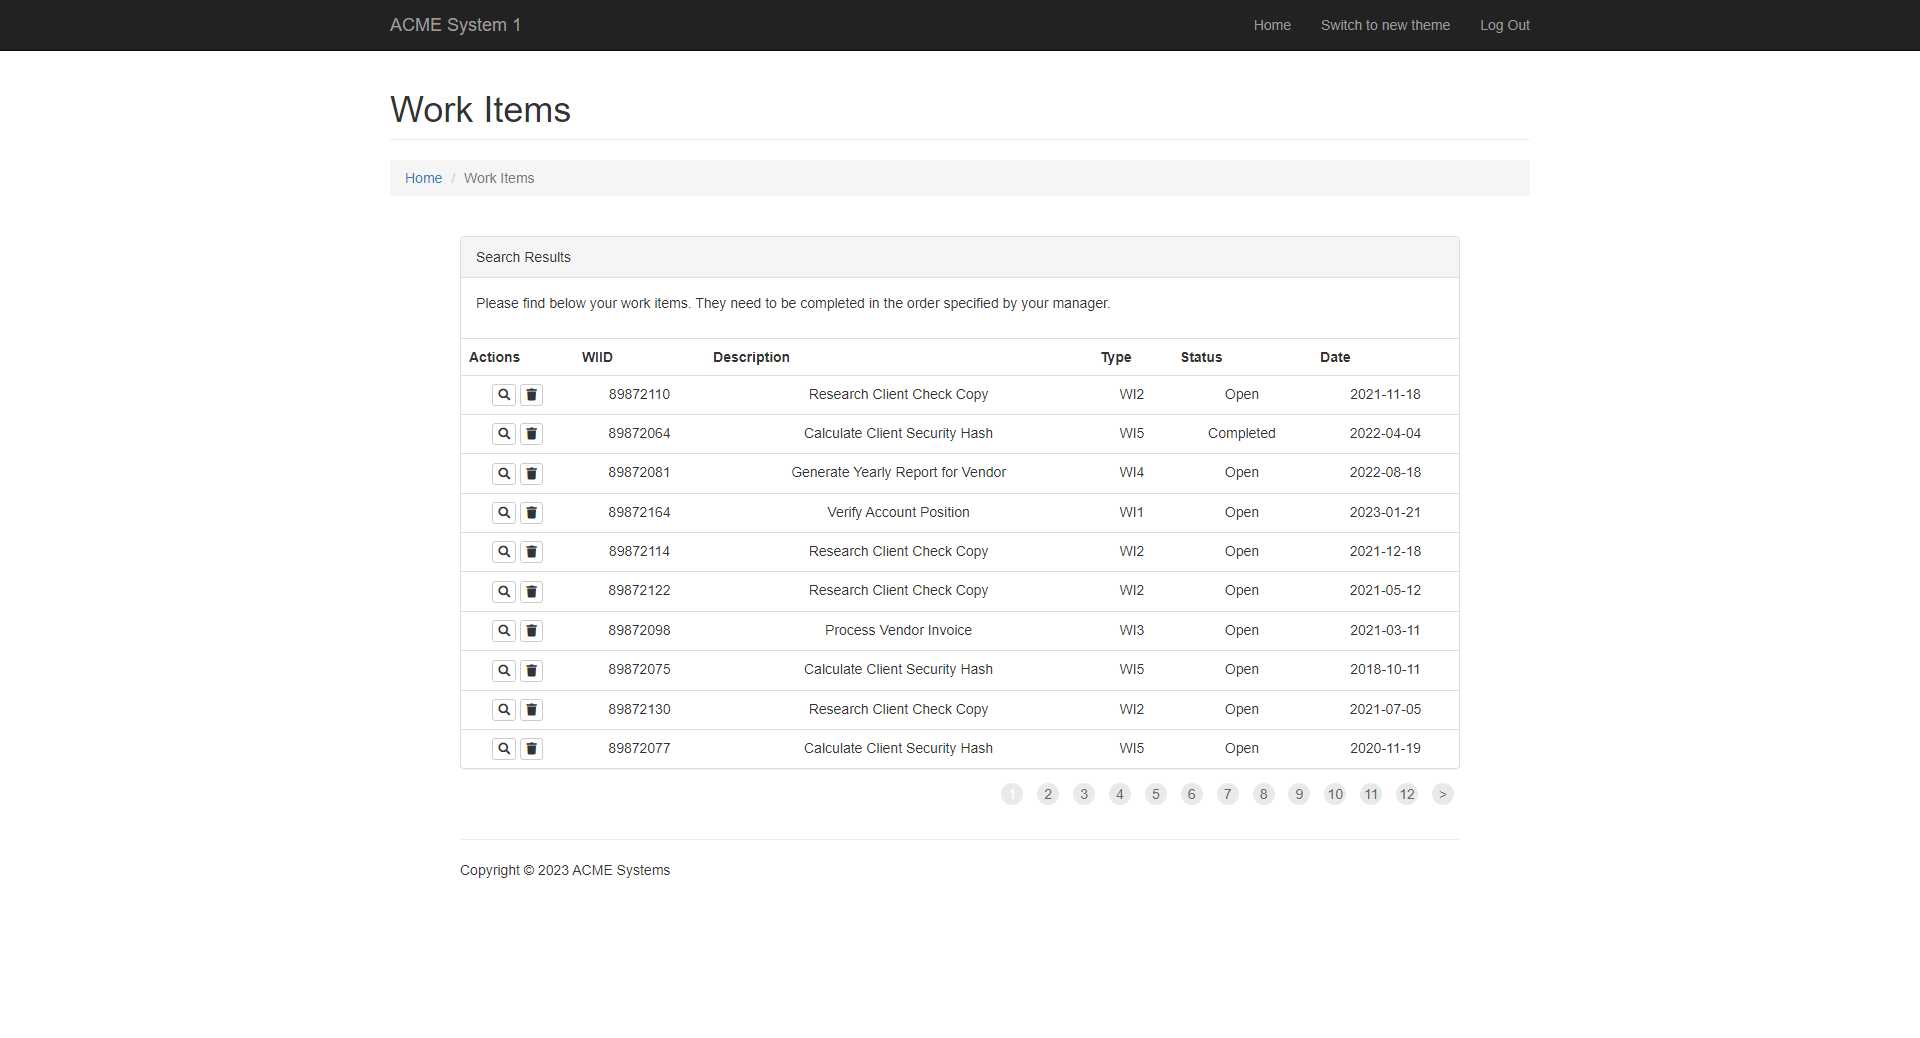 ACME System 1 Home Switch to new theme Log Out
Work Items
Home / Work Items
Search Results
Please find below your work items. They need to be completed in the order specified by your manager.
Actions WIID Description Type Status Date
89872110 Research Client Check Copy WI2 Open 2021-11-18
89872064 Calculate Client Security Hash WI5 Completed 2022-04-04
89872081 Generate Yearly Report for Vendor WI4 Open 2022-08-18
89872164 Verify Account Position WI1 Open 2023-01-21
89872114 Research Client Check Copy WI2 Open 2021-12-18
89872122 Research Client Check Copy WI2 Open 2021-05-12
89872098 Process Vendor Invoice WI3 Open 2021-03-11
89872075 Calculate Client Security Hash WI5 Open 2018-10-11
89872130 Research Client Check Copy WI2 Open 2021-07-05
89872077 Calculate Client Security Hash WI5 Open 2020-11-19
1 2 3 4 5 6 7 8 9 10 11 12 >
Copyright © 2023 ACME Systems